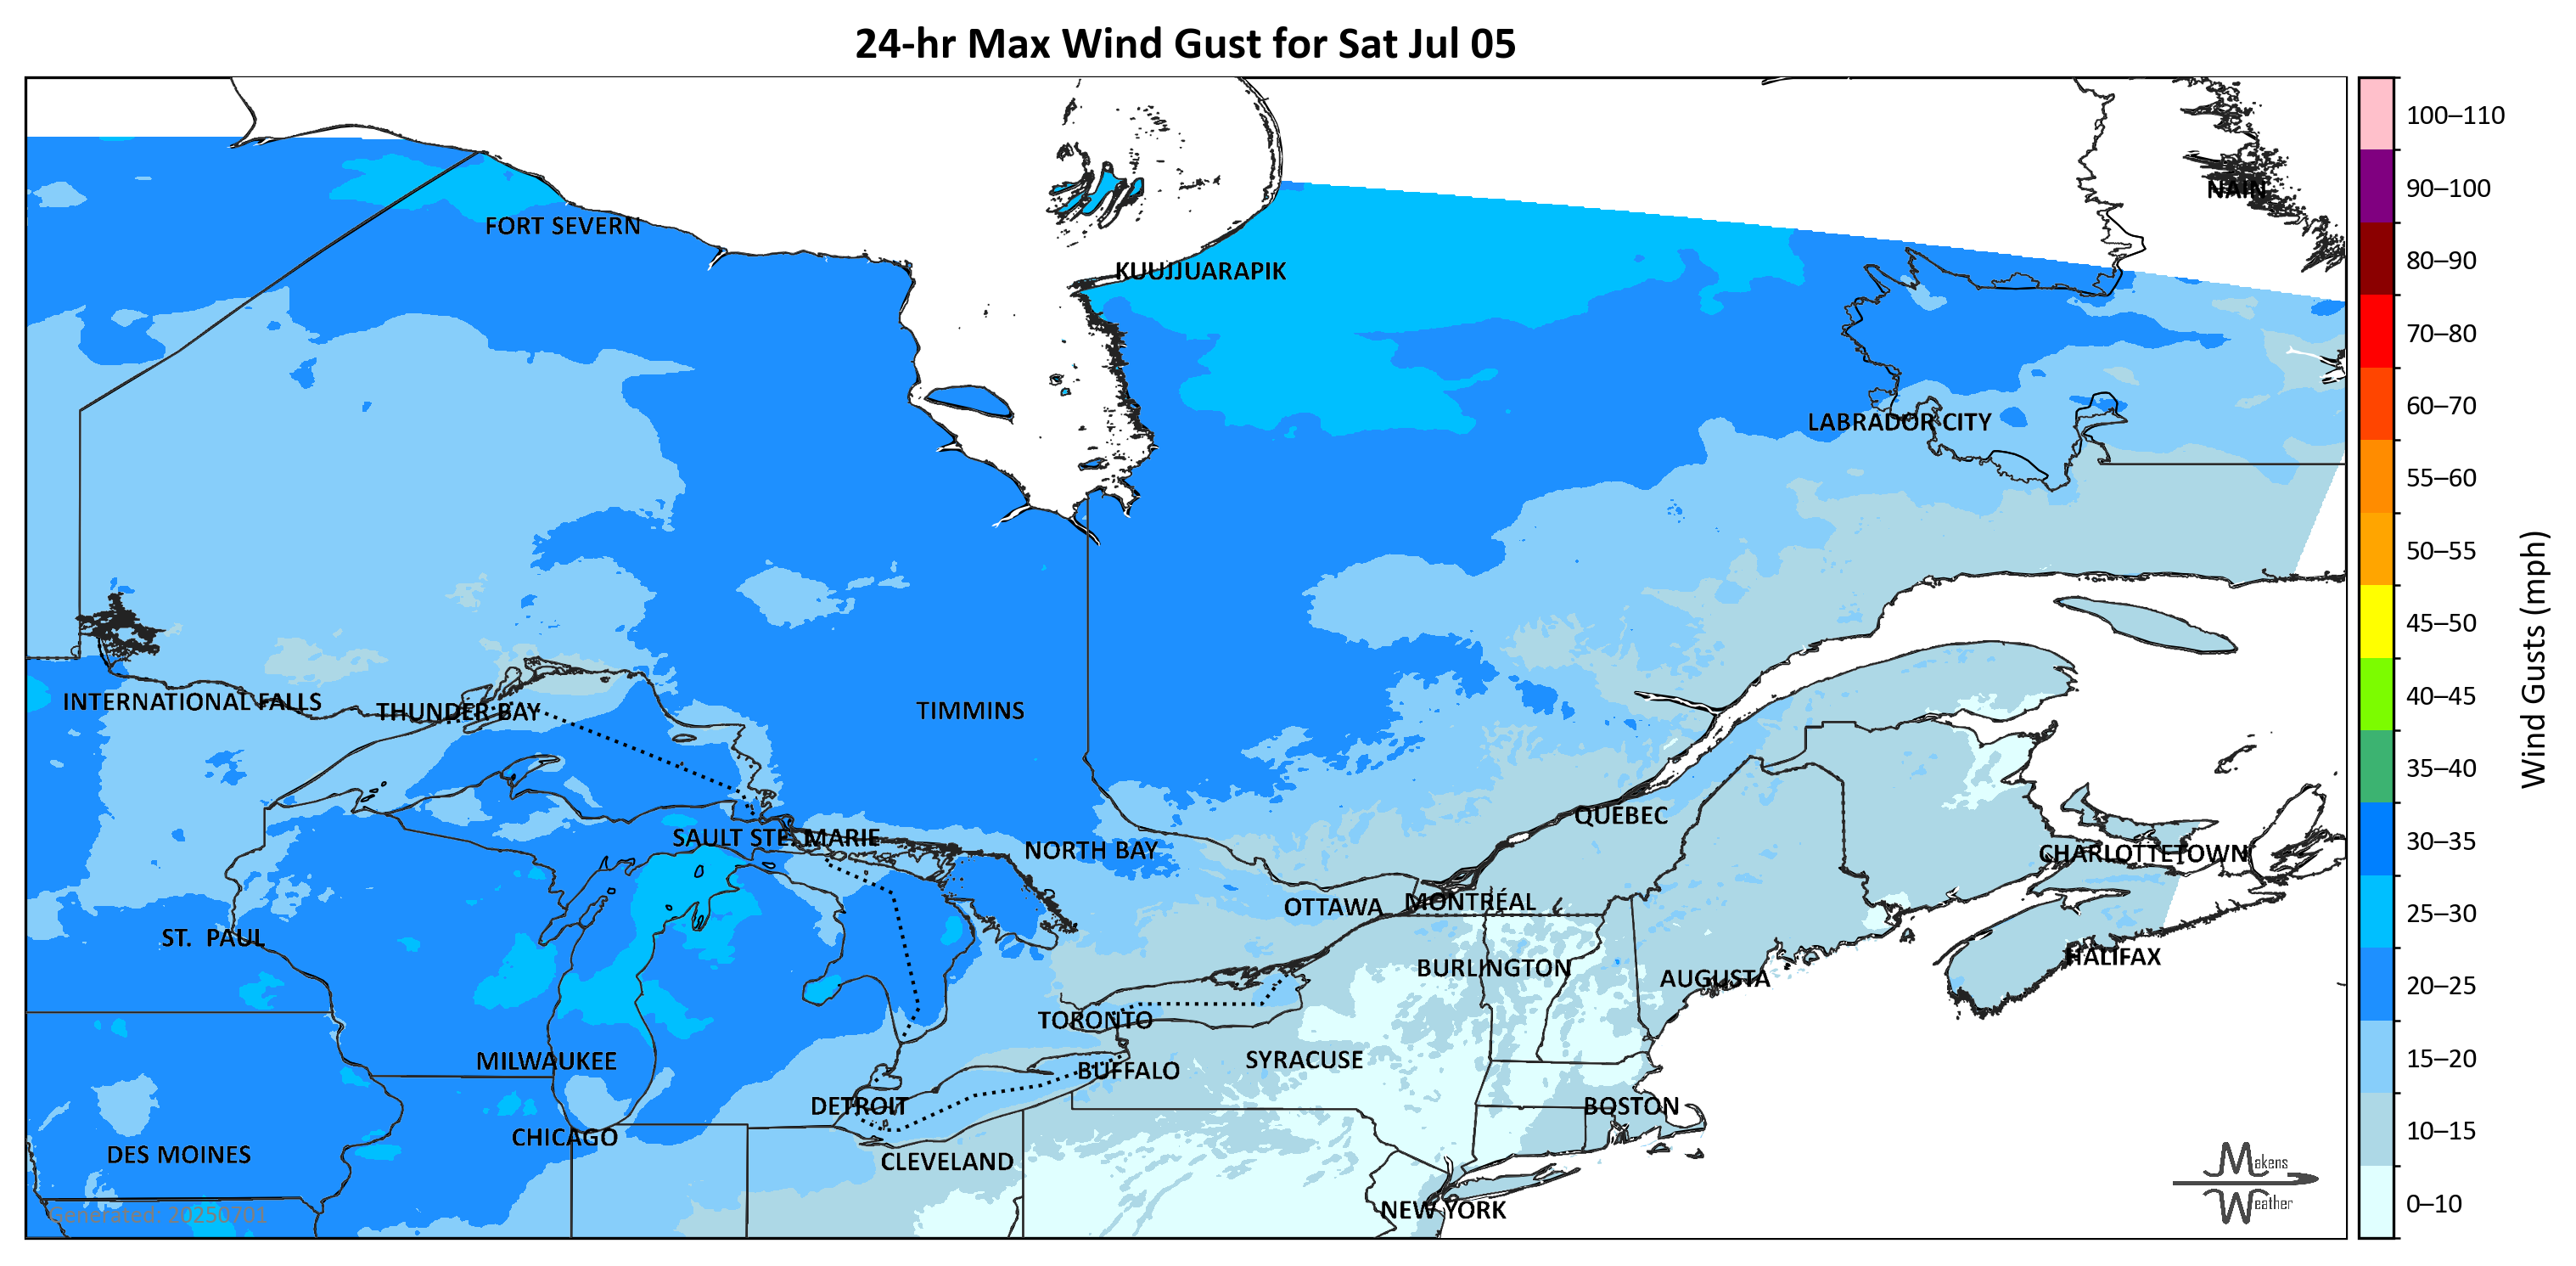 24-hr Max Wind Gust for Sat Jul 05
100–110
90–100
NAIN
FORT SEVERN
80–90
KUUJJUARAPIK
70–80
60–70
LABRADOR CITY
55–60
50–55
45–50
Wind Gusts (mph)
INTERNATIONAL FALLS
THUNDER BAY
TIMMINS
40–45
35–40
QUEBEC
30–35
SAULT STE. MARIE
NORTH BAY
CHARLOTTETOWN
OTTAWA
MONTRÉAL
25–30
ST. PAUL
BURLINGTON
AUGUSTA
HALIFAX
20–25
TORONTO
MILWAUKEE
BUFFALO
SYRACUSE
15–20
DETROIT
BOSTON
CHICAGO
10–15
DES MOINES
CLEVELAND
Makens
Weather
NEW YORK
0–10
Generated: 20250701